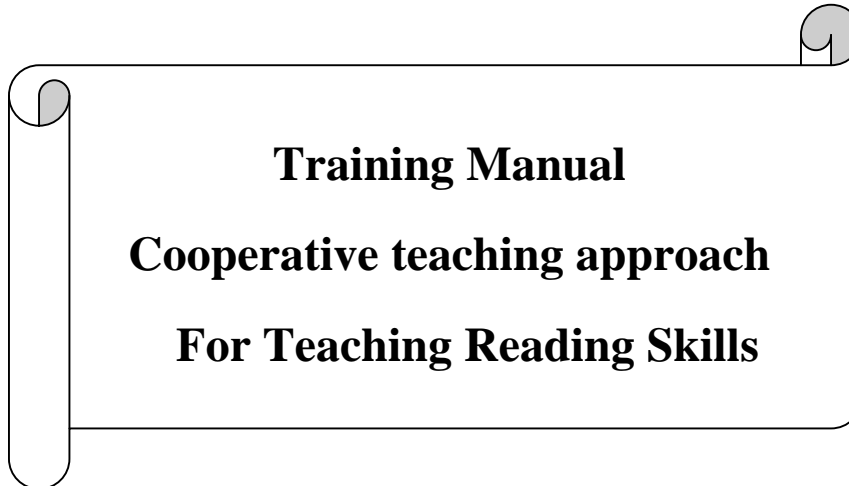 Training Manual
Cooperative teaching approach
For Teaching Reading Skills